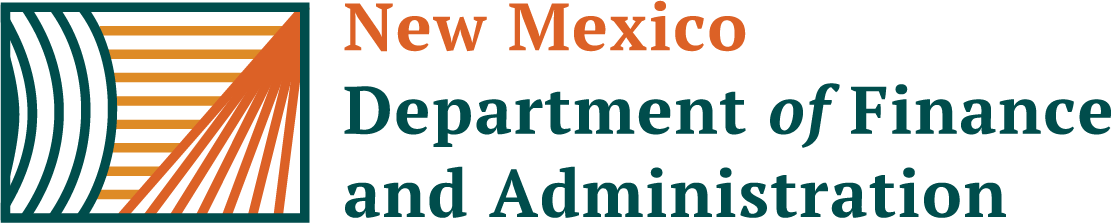 New Mexico
Department of Finance
and Administration